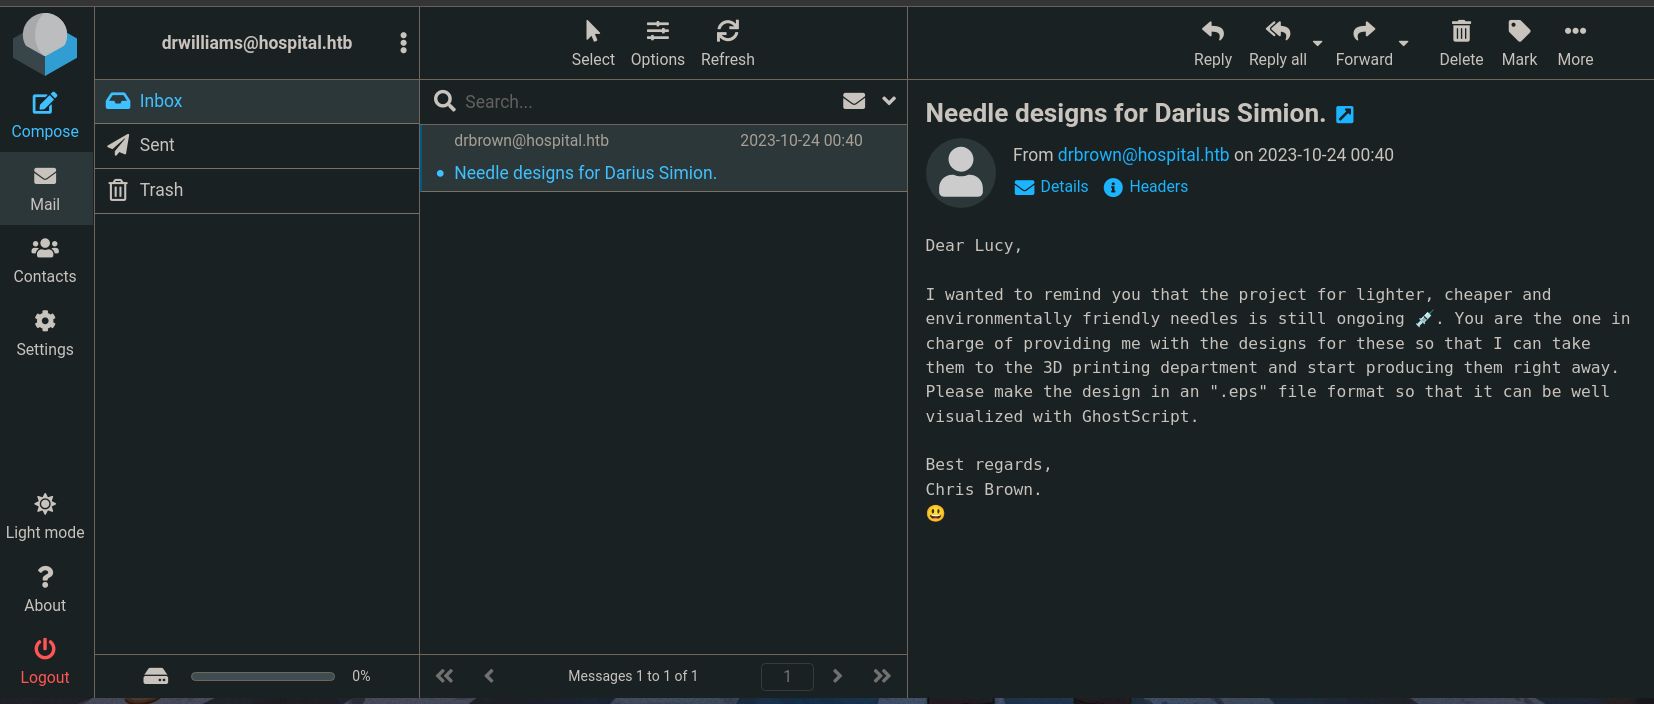 drwilliams@hospital.htb
Select
Options
Refresh
Reply
Reply all
Forward
Delete
Mark
More
Compose
Mail
Contacts
Settings
Light mode
About
Logout
Inbox
Sent
Trash
0%
Search...
drbrown@hospital.htb 2023-10-24 00:40
Needle designs for Darius Simion.
Messages 1 to 1 of 1
1
Needle designs for Darius Simion.
From drbrown@hospital.htb on 2023-10-24 00:40
Details Headers
Dear Lucy,
I wanted to remind you that the project for lighter, cheaper and
environmentally friendly needles is still ongoing 💉. You are the one in
charge of providing me with the designs for these so that I can take
them to the 3D printing department and start producing them right away.
Please make the design in an ".eps" file format so that it can be well
visualized with GhostScript.
Best regards,
Chris Brown.
😃